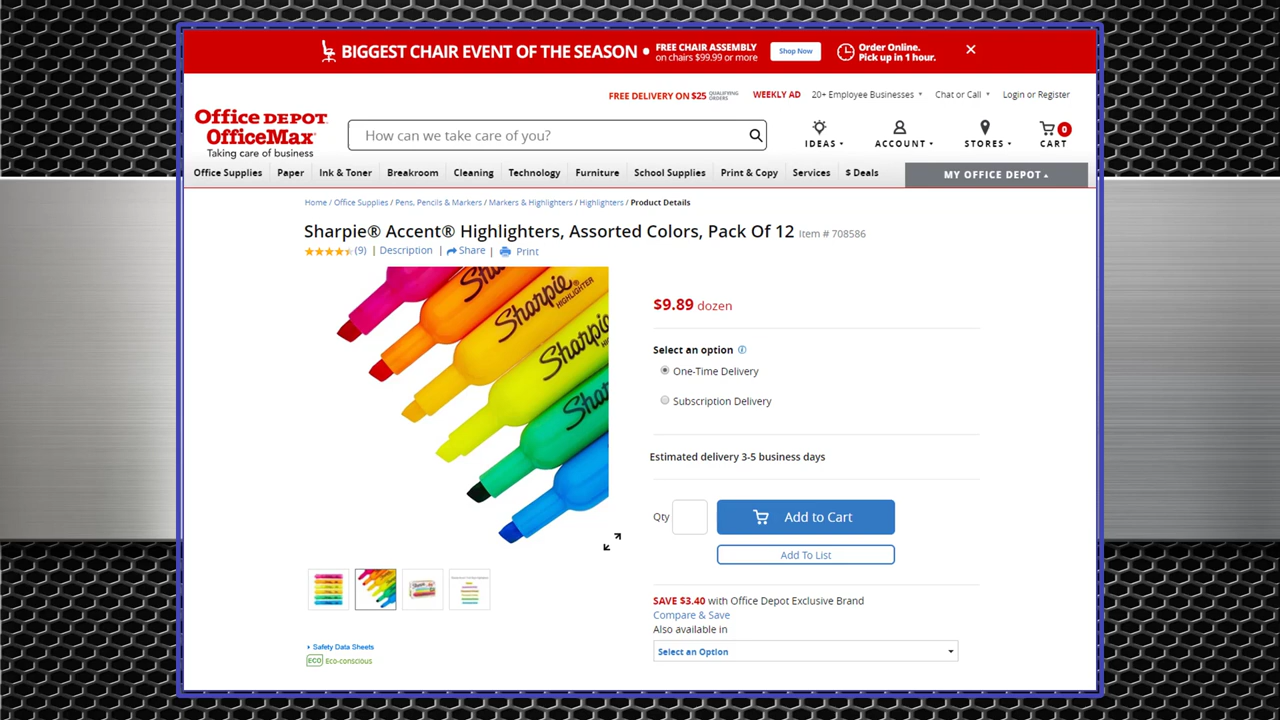 BIGGEST CHAIR EVENT OF THE SEASON • FREE CHAIR ASSEMBLY on chairs $99.99 or more Shop Now Order Online. Pick up in 1 hour.
FREE DELIVERY ON $25 QUALIFYING ORDERS WEEKLY AD 20+ Employee Businesses Chat or Call Login or Register
Office DEPOT
OfficeMax
Taking care of business
How can we take care of you?
IDEAS ACCOUNT STORES 0 CART
Office Supplies Paper Ink & Toner Breakroom Cleaning Technology Furniture School Supplies Print & Copy Services $ Deals MY OFFICE DEPOT
Home / Office Supplies / Pens, Pencils & Markers / Markers & Highlighters / Highlighters / Product Details
Sharpie® Accent® Highlighters, Assorted Colors, Pack Of 12 Item # 708586
(9) | Description | Share | Print
Sharpie
Sharpie® HIGHLIGHTER
Sharpie
Sha
$9.89 dozen
Select an option
One-Time Delivery
Subscription Delivery
Estimated delivery 3-5 business days
Qty Add to Cart
Add To List
SAVE $3.40 with Office Depot Exclusive Brand
Compare & Save
Also available in
Select an Option
Safety Data Sheets
ECO Eco-conscious